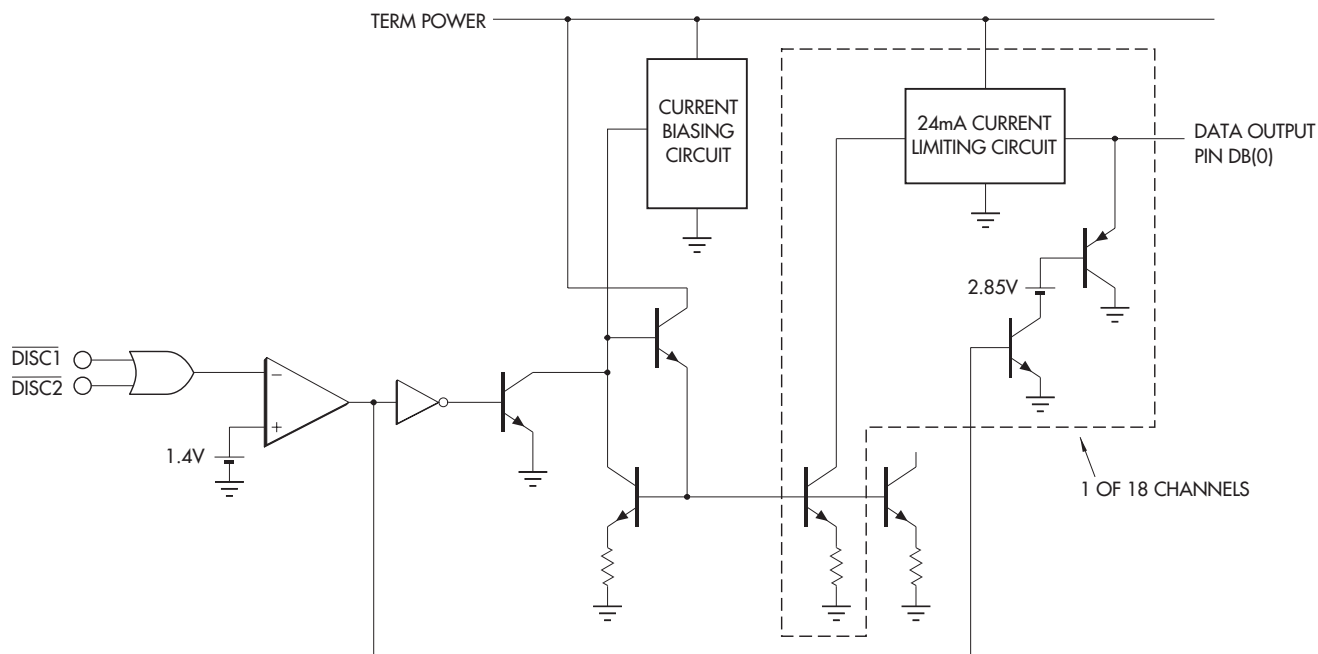 TERM POWER
CURRENT
BIASING
CIRCUIT
24mA CURRENT
LIMITING CIRCUIT
DATA OUTPUT
PIN DB(0)
2.85V
DISC1
DISC2
−
+
1.4V
1 OF 18 CHANNELS